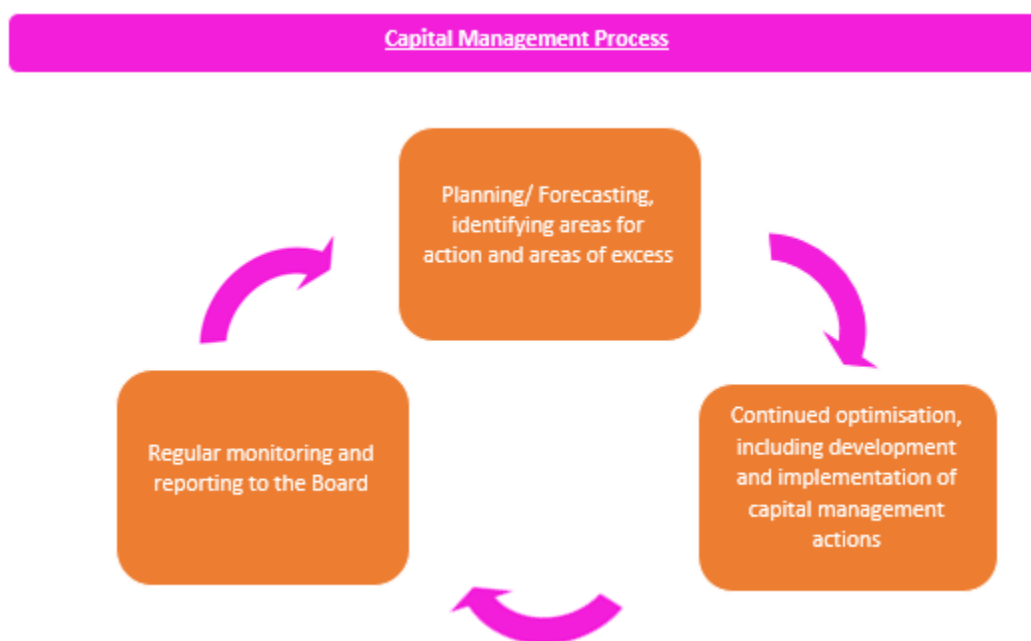 Capital Management Process
Planning/ Forecasting,
identifying areas for
action and areas of excess
Regular monitoring and
reporting to the Board
Continued optimisation,
including development
and implementation of
capital management
actions